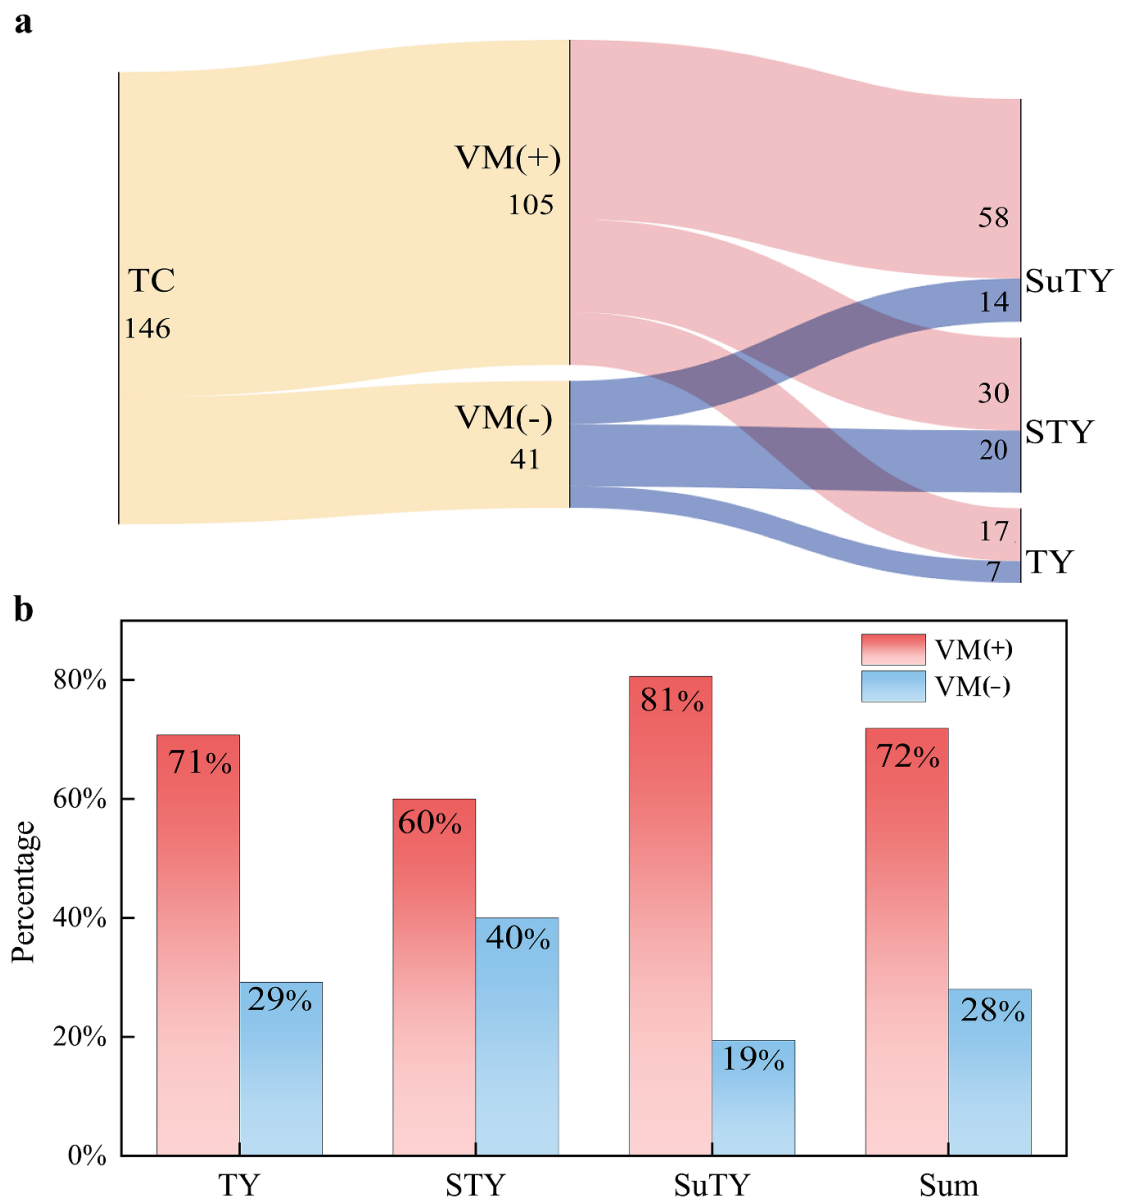 a
VM(+)
105
TC
146
VM(-)
41
58
SuTY
14
30
STY
20
17
TY
7
b
Percentage
80%
60%
40%
20%
0%
VM(+)
VM(-)
71%
29%
60%
40%
81%
19%
72%
28%
TY STY SuTY Sum